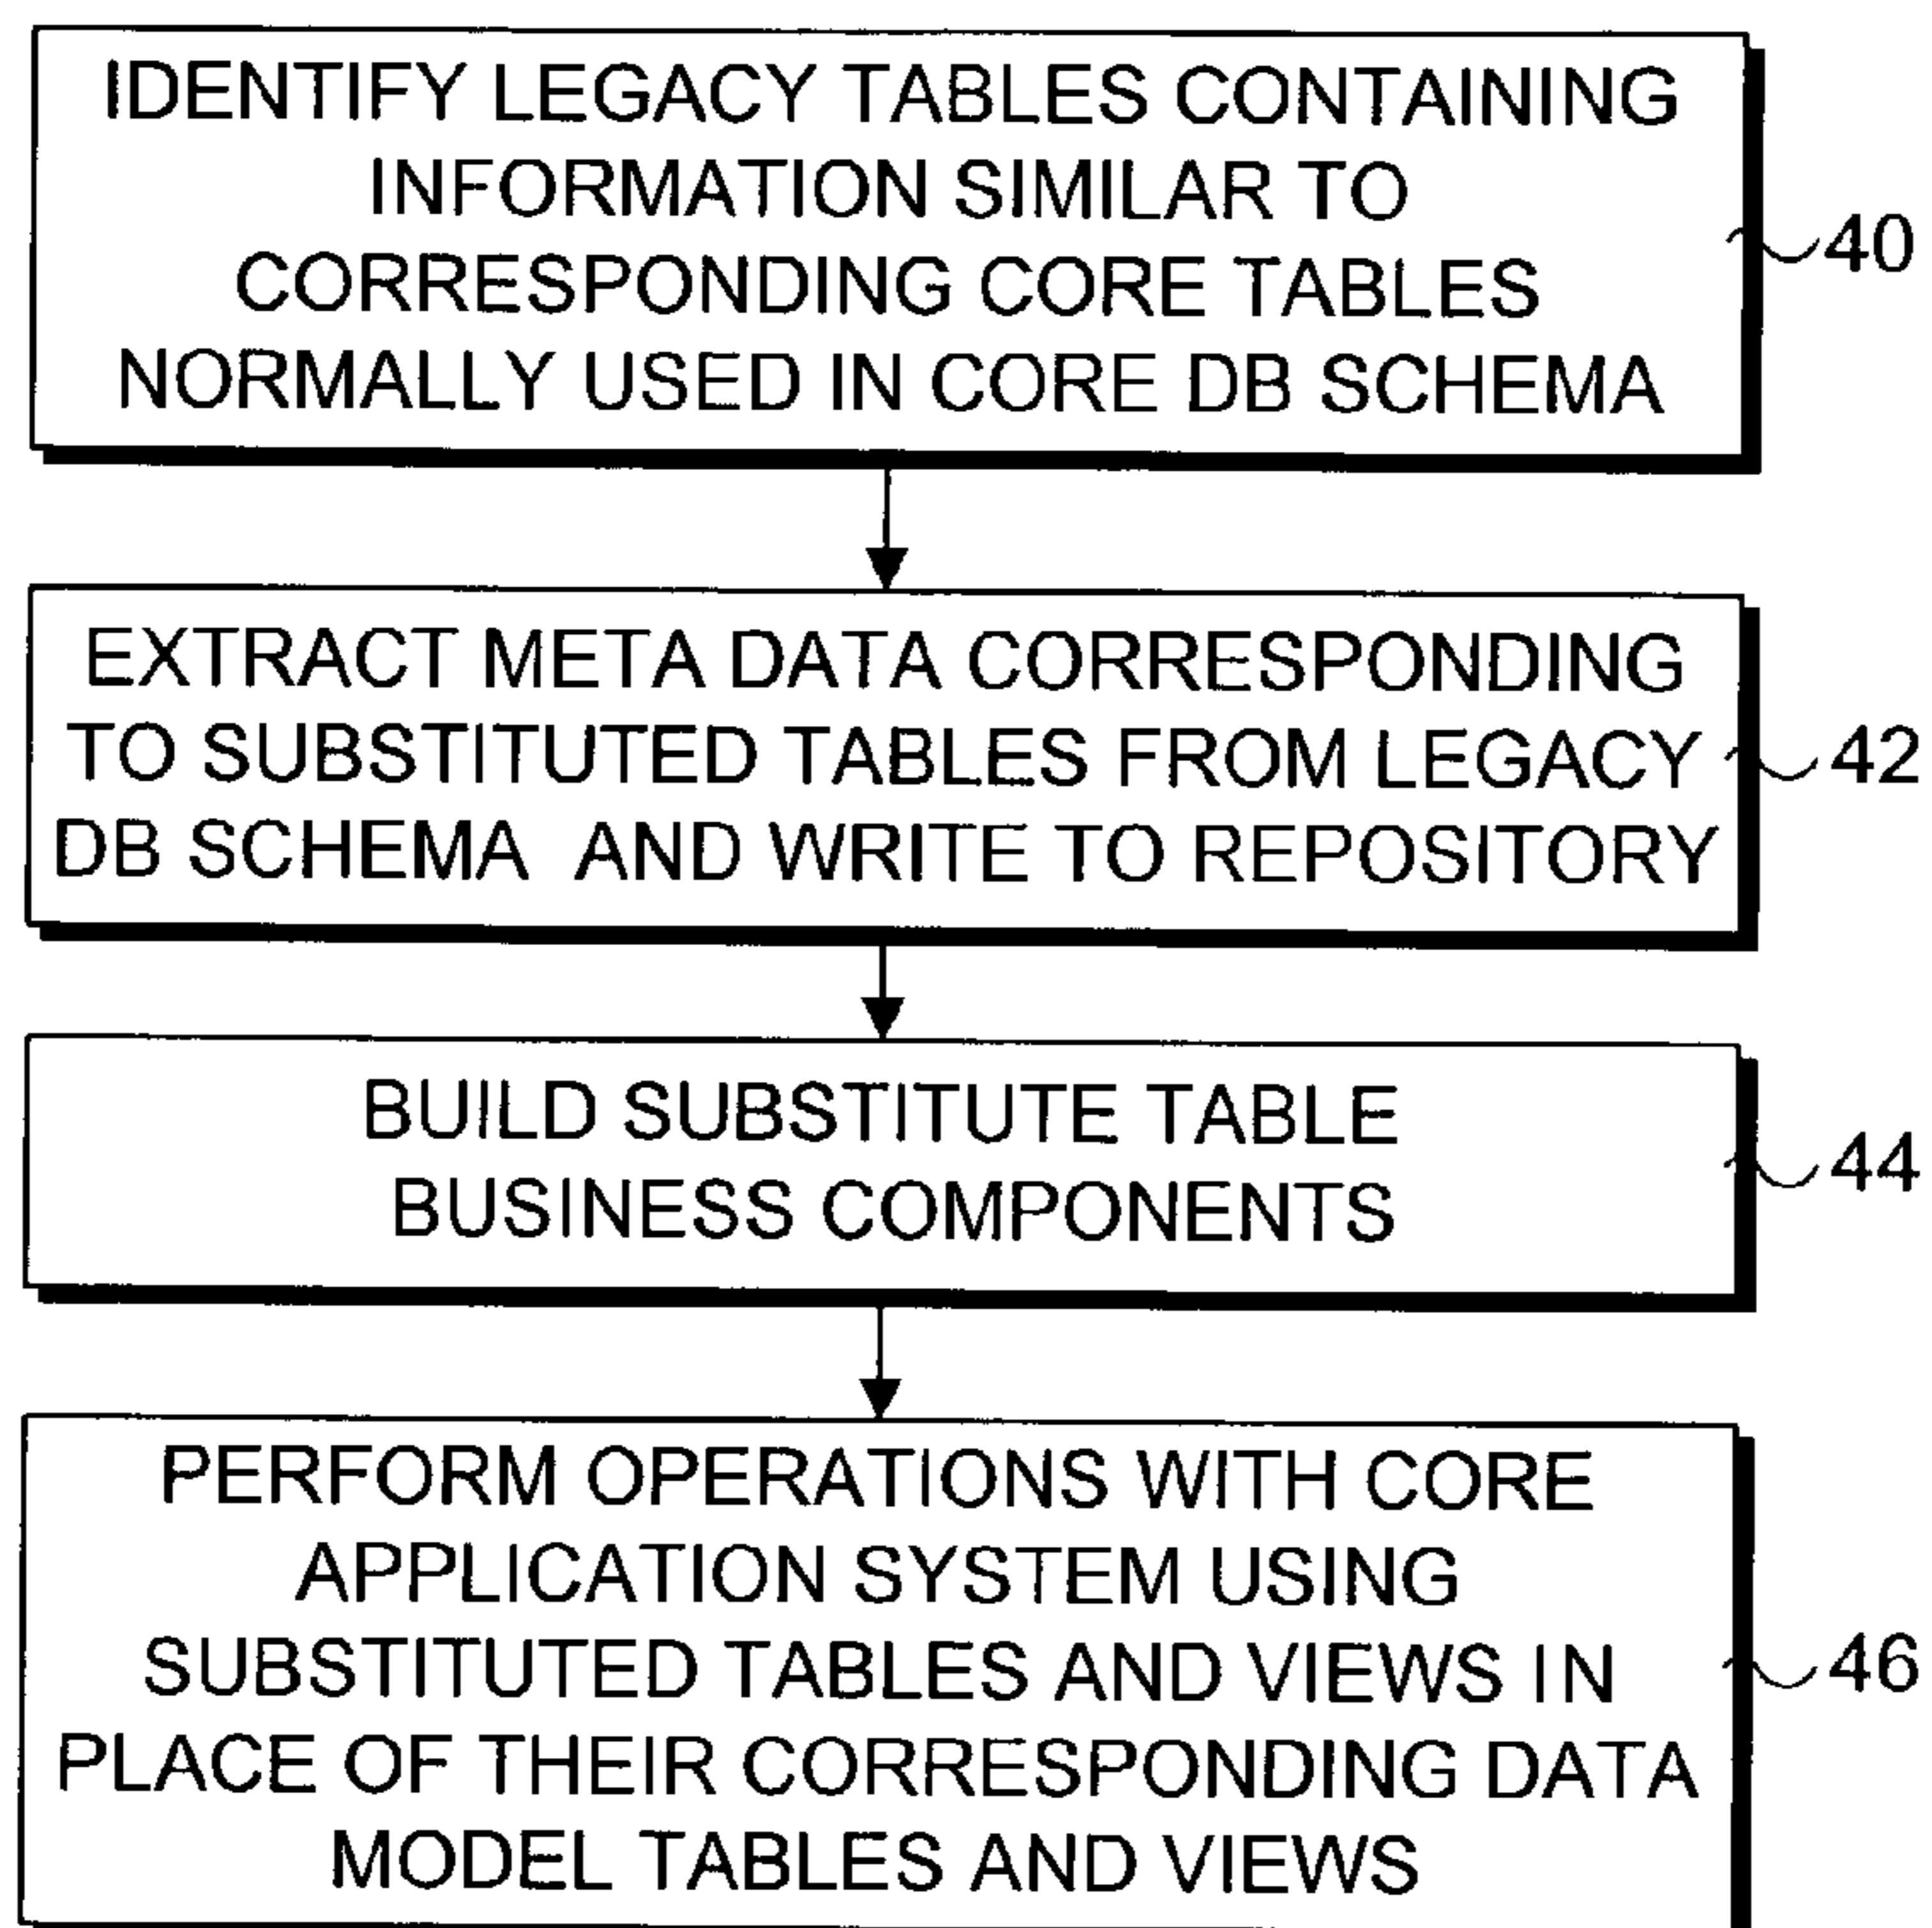 IDENTIFY LEGACY TABLES CONTAINING
INFORMATION SIMILAR TO
CORRESPONDING CORE TABLES
NORMALLY USED IN CORE DB SCHEMA
40
EXTRACT META DATA CORRESPONDING
TO SUBSTITUTED TABLES FROM LEGACY
DB SCHEMA AND WRITE TO REPOSITORY
42
BUILD SUBSTITUTE TABLE
BUSINESS COMPONENTS
44
PERFORM OPERATIONS WITH CORE
APPLICATION SYSTEM USING
SUBSTITUTED TABLES AND VIEWS IN
PLACE OF THEIR CORRESPONDING DATA
MODEL TABLES AND VIEWS
46